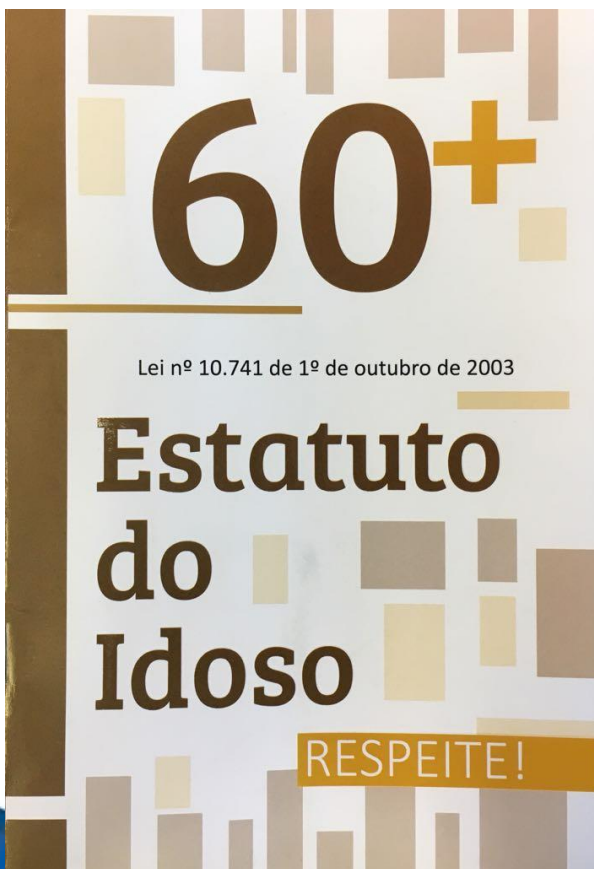 60+
Lei nº 10.741 de 1º de outubro de 2003
Estatuto
do
Idoso
RESPEITE!